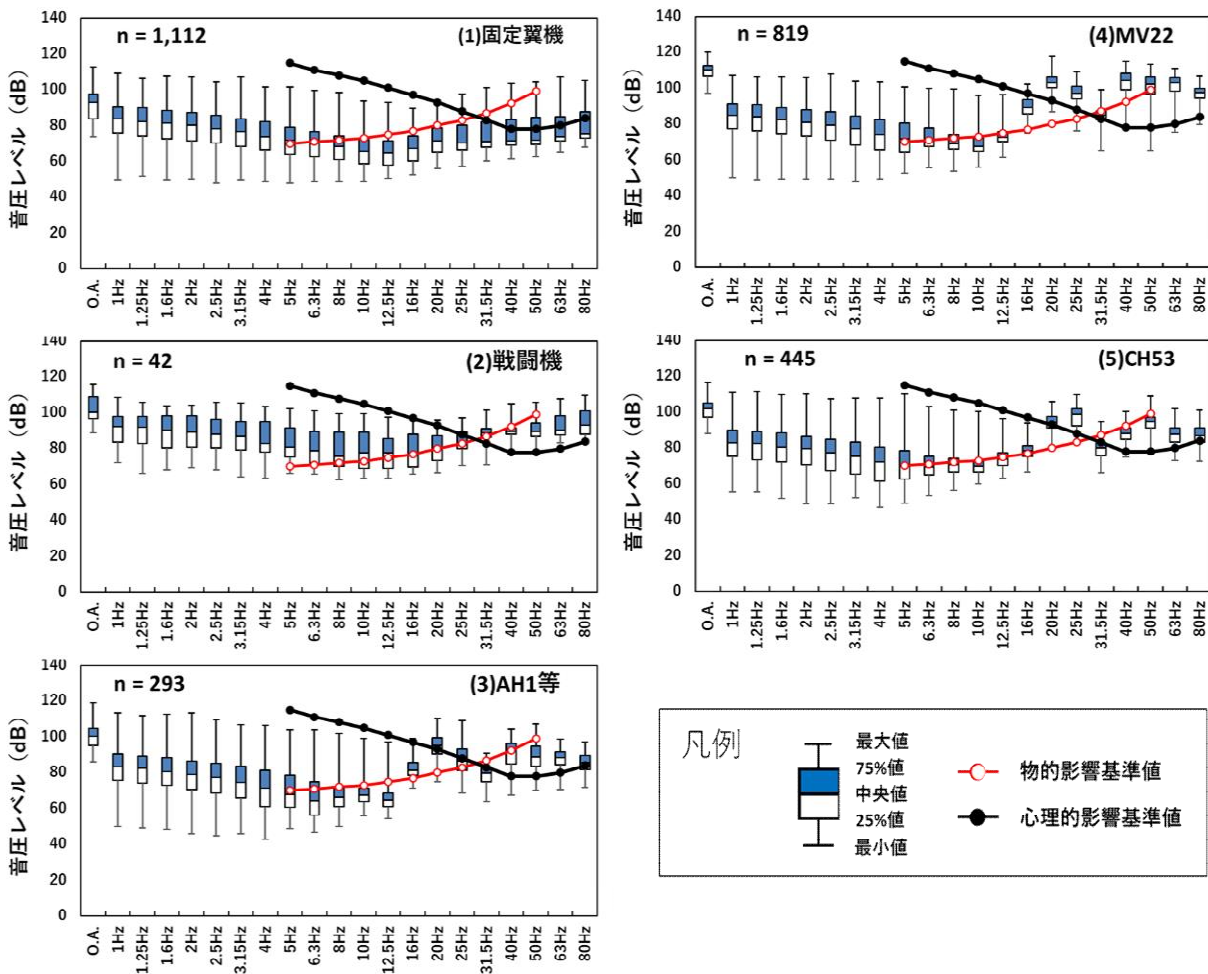 n = 1,112
(1)固定翼機
音圧レベル（dB）
140
120
100
80
60
40
20
0
O.A.
1Hz
1.25Hz
1.6Hz
2Hz
2.5Hz
3.15Hz
4Hz
5Hz
6.3Hz
8Hz
10Hz
12.5Hz
16Hz
20Hz
25Hz
31.5Hz
40Hz
50Hz
63Hz
80Hz
n = 42
(2)戦闘機
音圧レベル（dB）
140
120
100
80
60
40
20
0
O.A.
1Hz
1.25Hz
1.6Hz
2Hz
2.5Hz
3.15Hz
4Hz
5Hz
6.3Hz
8Hz
10Hz
12.5Hz
16Hz
20Hz
25Hz
31.5Hz
40Hz
50Hz
63Hz
80Hz
n = 293
(3)AH1等
音圧レベル（dB）
140
120
100
80
60
40
20
0
O.A.
1Hz
1.25Hz
1.6Hz
2Hz
2.5Hz
3.15Hz
4Hz
5Hz
6.3Hz
8Hz
10Hz
12.5Hz
16Hz
20Hz
25Hz
31.5Hz
40Hz
50Hz
63Hz
80Hz
n = 819
(4)MV22
音圧レベル（dB）
140
120
100
80
60
40
20
0
O.A.
1Hz
1.25Hz
1.6Hz
2Hz
2.5Hz
3.15Hz
4Hz
5Hz
6.3Hz
8Hz
10Hz
12.5Hz
16Hz
20Hz
25Hz
31.5Hz
40Hz
50Hz
63Hz
80Hz
n = 445
(5)CH53
音圧レベル（dB）
140
120
100
80
60
40
20
0
O.A.
1Hz
1.25Hz
1.6Hz
2Hz
2.5Hz
3.15Hz
4Hz
5Hz
6.3Hz
8Hz
10Hz
12.5Hz
16Hz
20Hz
25Hz
31.5Hz
40Hz
50Hz
63Hz
80Hz
凡例
最大値
75%値
中央値
25%値
最小値
物的影響基準値
心理的影響基準値